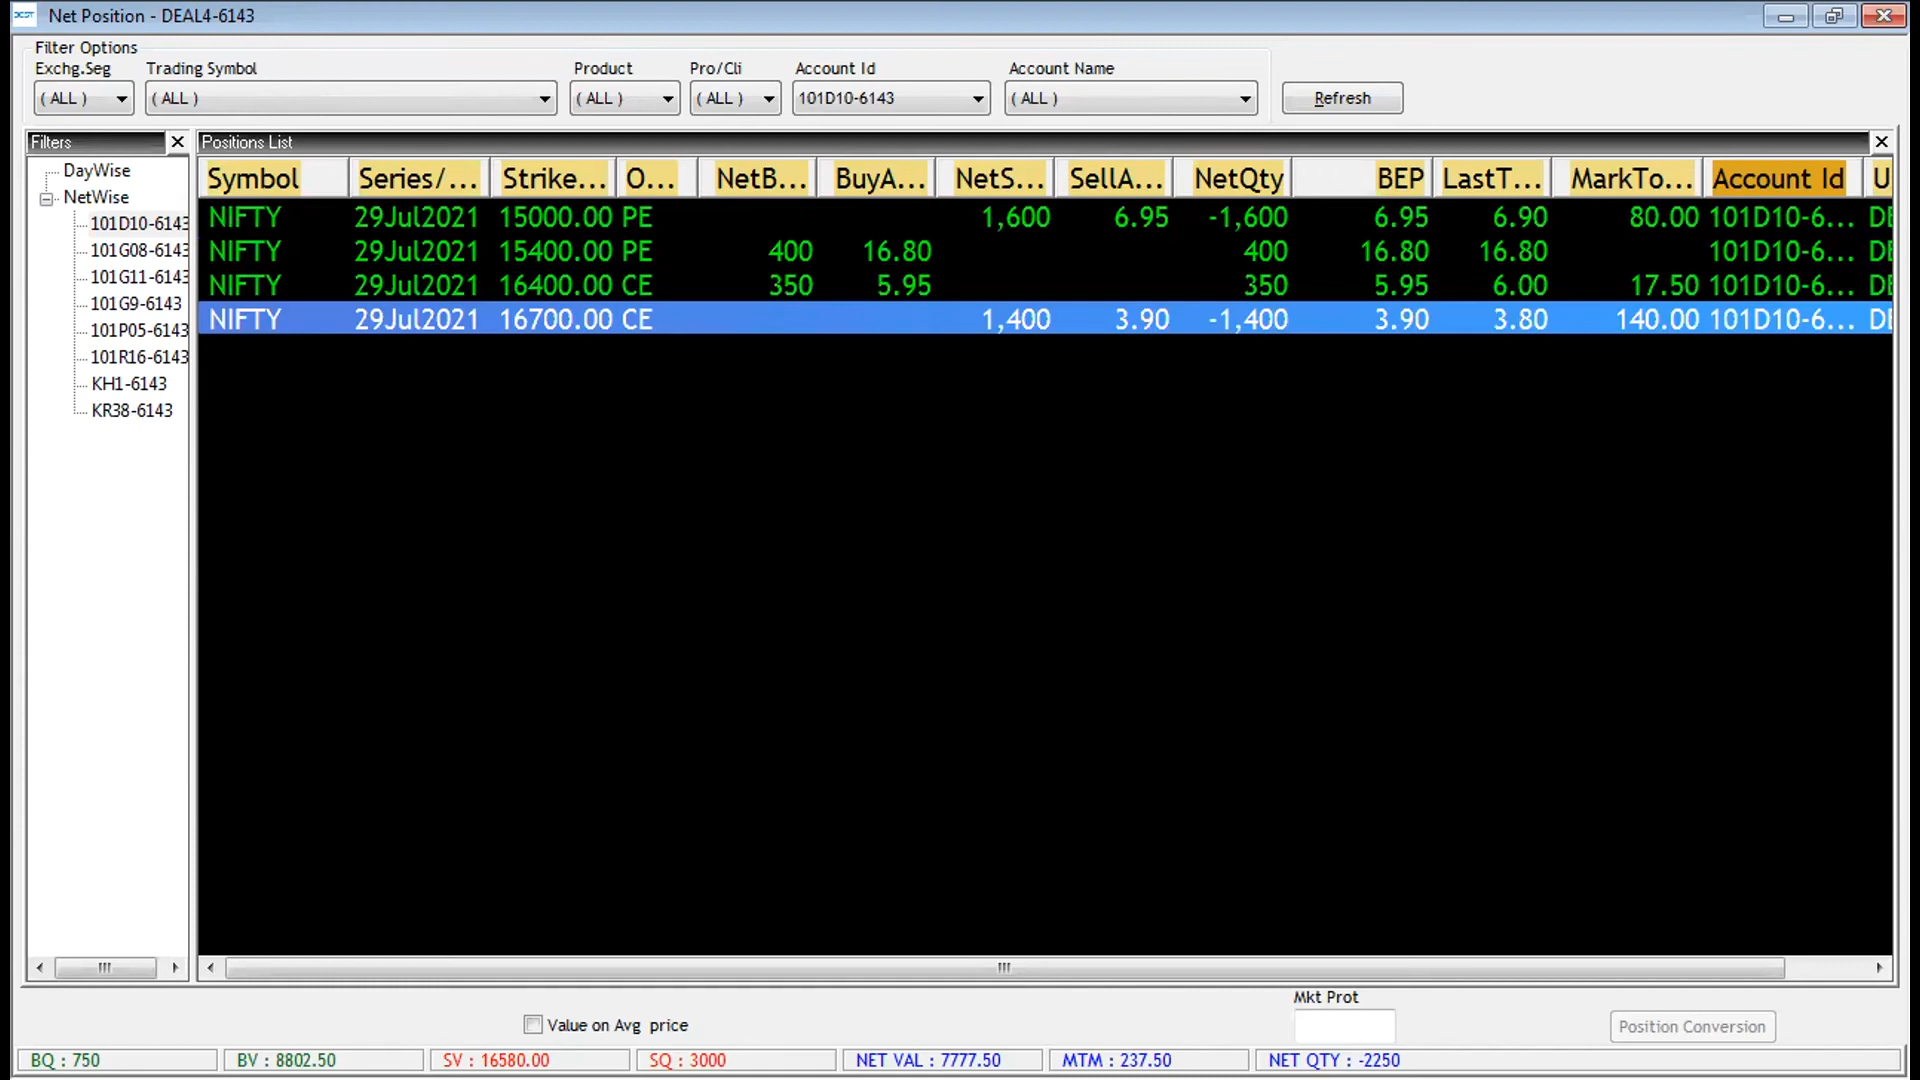 Net Position - DEAL4-6143
Filter Options
Exchg.Seg Trading Symbol Product Pro/Cli Account Id Account Name
( ALL ) ( ALL ) ( ALL ) ( ALL ) 101D10-6143 ( ALL ) Refresh
Filters
DayWise
NetWise
101D10-6143
101G08-6143
101G11-6143
101G9-6143
101P05-6143
101R16-6143
KH1-6143
KR38-6143
Positions List
Symbol Series/... Strike... O... NetB... BuyA... NetS... SellA... NetQty BEP LastT... MarkTo... Account Id U
NIFTY 29Jul2021 15000.00 PE 1,600 6.95 -1,600 6.95 6.90 80.00 101D10-6... DE
NIFTY 29Jul2021 15400.00 PE 400 16.80 400 16.80 16.80 101D10-6... DE
NIFTY 29Jul2021 16400.00 CE 350 5.95 350 5.95 6.00 17.50 101D10-6... DE
NIFTY 29Jul2021 16700.00 CE 1,400 3.90 -1,400 3.90 3.80 140.00 101D10-6... DE
Mkt Prot
Value on Avg price
Position Conversion
BQ : 750 BV : 8802.50 SV : 16580.00 SQ : 3000 NET VAL : 7777.50 MTM : 237.50 NET QTY : -2250